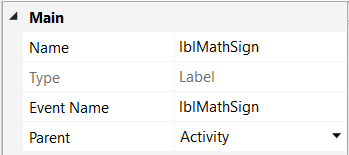 Main
Name lblMathSign
Type Label
Event Name lblMathSign
Parent Activity